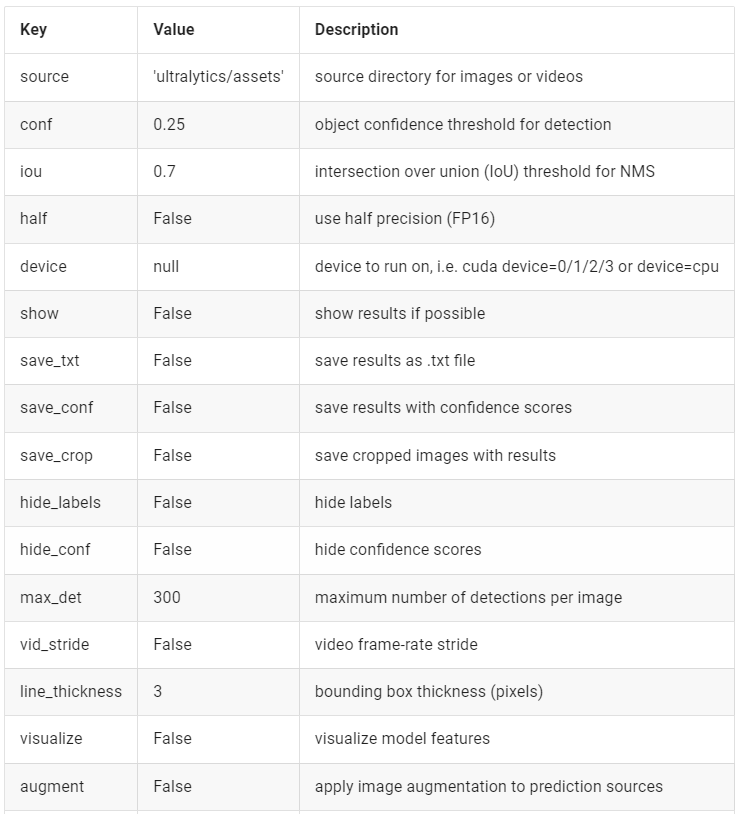 Key Value Description
source 'ultralytics/assets' source directory for images or videos
conf 0.25 object confidence threshold for detection
iou 0.7 intersection over union (IoU) threshold for NMS
half False use half precision (FP16)
device null device to run on, i.e. cuda device=0/1/2/3 or device=cpu
show False show results if possible
save_txt False save results as .txt file
save_conf False save results with confidence scores
save_crop False save cropped images with results
hide_labels False hide labels
hide_conf False hide confidence scores
max_det 300 maximum number of detections per image
vid_stride False video frame-rate stride
line_thickness 3 bounding box thickness (pixels)
visualize False visualize model features
augment False apply image augmentation to prediction sources